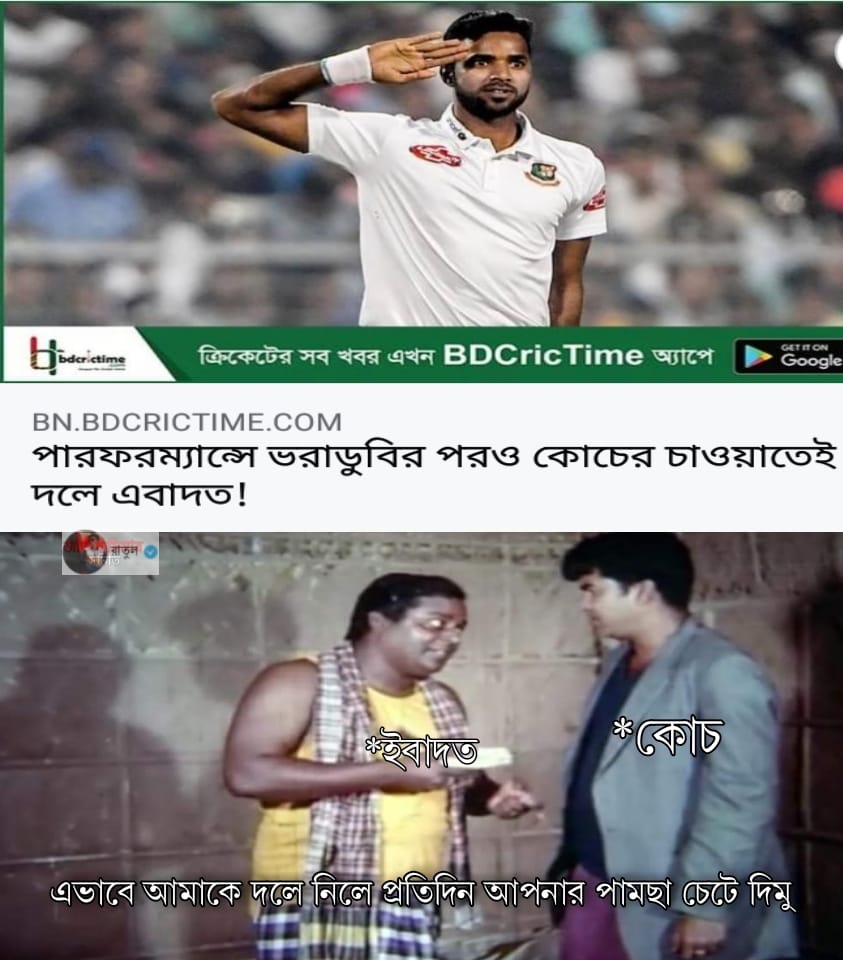 bdcrictime
ক্রিকেটের সব খবর এখন BDCricTime অ্যাপে
GET IT ON
Google
BN.BDCRICTIME.COM
পারফরম্যান্সে ভরাডুবির পরও কোচের চাওয়াতেই
দলে এবাদত!
রাতুল
*কোচ
*ইবাদত
এভাবে আমাকে দলে নিলে প্রতিদিন আপনার পামছা চেটে দিমু